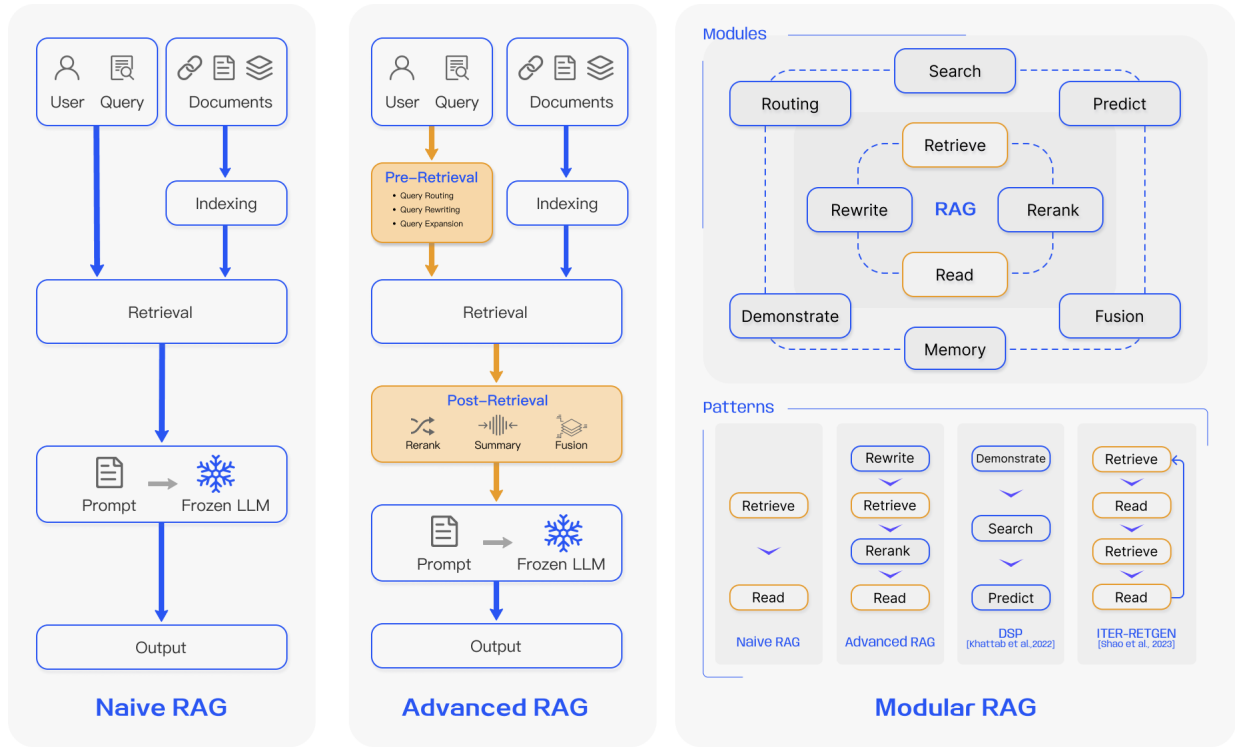 User Query
Documents
Indexing
Retrieval
Prompt
Frozen LLM
Output
Naive RAG
User Query
Documents
Pre-Retrieval
• Query Routing
• Query Rewriting
• Query Expansion
Indexing
Retrieval
Post-Retrieval
Rerank
Summary
Fusion
Prompt
Frozen LLM
Output
Advanced RAG
Modules
Search
Routing
Predict
Retrieve
Rewrite
RAG
Rerank
Read
Demonstrate
Fusion
Memory
Patterns
Retrieve
Read
Naive RAG
Rewrite
Retrieve
Rerank
Read
Advanced RAG
Demonstrate
Search
Predict
DSP
[Khattab et al,2022]
Retrieve
Read
Retrieve
Read
ITER-RETGEN
[Shao et al, 2023]
Modular RAG